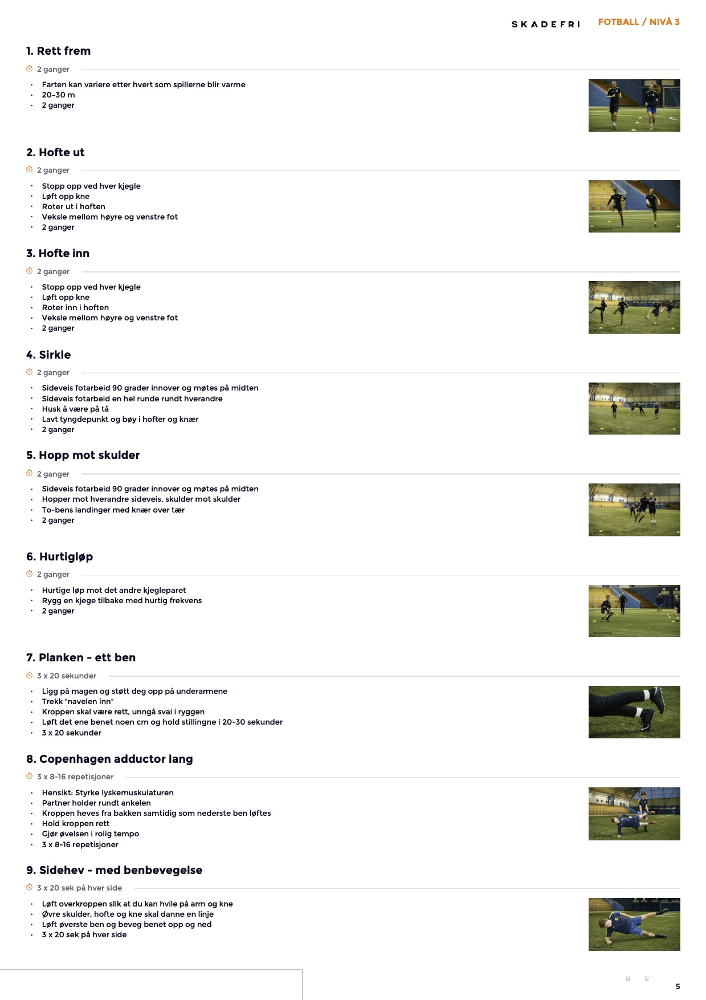 SKADEFRI FOTBALL / NIVÅ 3
1. Rett frem
2 ganger
• Farten kan variere etter hvert som spillerne blir varme
• 20–30 m
• 2 ganger
SKADEFRI
2. Hofte ut
2 ganger
• Stopp opp ved hver kjegle
• Løft opp kne
• Roter ut i hoften
• Veksle mellom høyre og venstre fot
• 2 ganger
SKADEFRI
3. Hofte inn
2 ganger
• Stopp opp ved hver kjegle
• Løft opp kne
• Roter inn i hoften
• Veksle mellom høyre og venstre fot
• 2 ganger
SKADEFRI
4. Sirkle
2 ganger
• Sideveis fotarbeid 90 grader innover og møtes på midten
• Sideveis fotarbeid en hel runde rundt hverandre
• Husk å være på tå
• Lavt tyngdepunkt og bøy i hofter og knær
• 2 ganger
SKADEFRI
5. Hopp mot skulder
2 ganger
• Sideveis fotarbeid 90 grader innover og møtes på midten
• Hopper mot hverandre sideveis, skulder mot skulder
• To-bens landinger med knær over tær
• 2 ganger
SKADEFRI
6. Hurtigløp
2 ganger
• Hurtige løp mot det andre kjegleparet
• Rygg en kjege tilbake med hurtig frekvens
• 2 ganger
SKADEFRI
7. Planken - ett ben
3 x 20 sekunder
• Ligg på magen og støtt deg opp på underarmene
• Trekk "navelen inn"
• Kroppen skal være rett, unngå svai i ryggen
• Løft det ene benet noen cm og hold stillingne i 20-30 sekunder
• 3 x 20 sekunder
8. Copenhagen adductor lang
3 x 8-16 repetisjoner
• Hensikt: Styrke lyskemuskulaturen
• Partner holder rundt ankelen
• Kroppen heves fra bakken samtidig som nederste ben løftes
• Hold kroppen rett
• Gjør øvelsen i rolig tempo
• 3 x 8-16 repetisjoner
SKADEFRI
9. Sidehev - med benbevegelse
3 x 20 sek på hver side
• Løft overkroppen slik at du kan hvile på arm og kne
• Øvre skulder, hofte og kne skal danne en linje
• Løft øverste ben og beveg benet opp og ned
• 3 x 20 sek på hver side
SKADEFRI
5